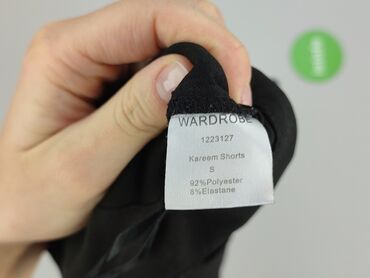 WARDROBE
1223127
Kareem Shorts
S
92%Polyester
8%Elastane